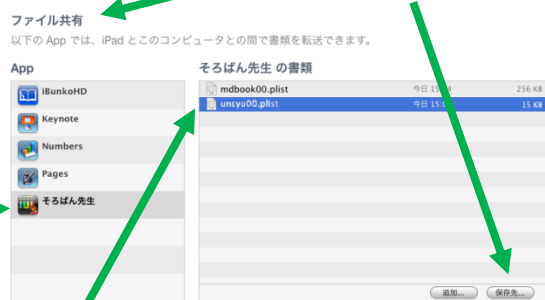 ファイル共有
以下の App では、iPad とこのコンピュータとの間で書類を転送できます。
App
そろばん先生 の書類
iBunkoHD
Keynote
Numbers
Pages
そろばん先生
mdbook00.plist 今日 256 KB
unsyu00.plist 今日 15 KB
追加... 保存先...